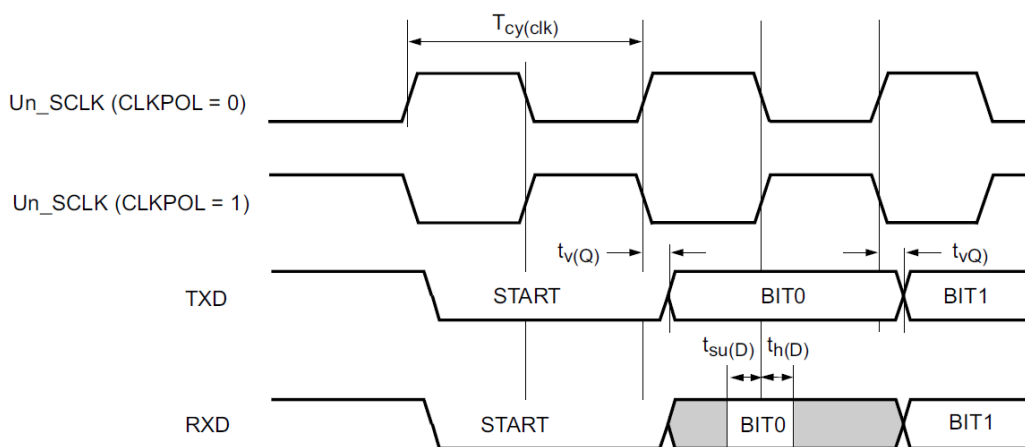 Tcy(clk)
Un_SCLK (CLKPOL = 0)
Un_SCLK (CLKPOL = 1)
tv(Q) tvQ)
TXD START BIT0 BIT1
tsu(D) th(D)
RXD START BIT0 BIT1